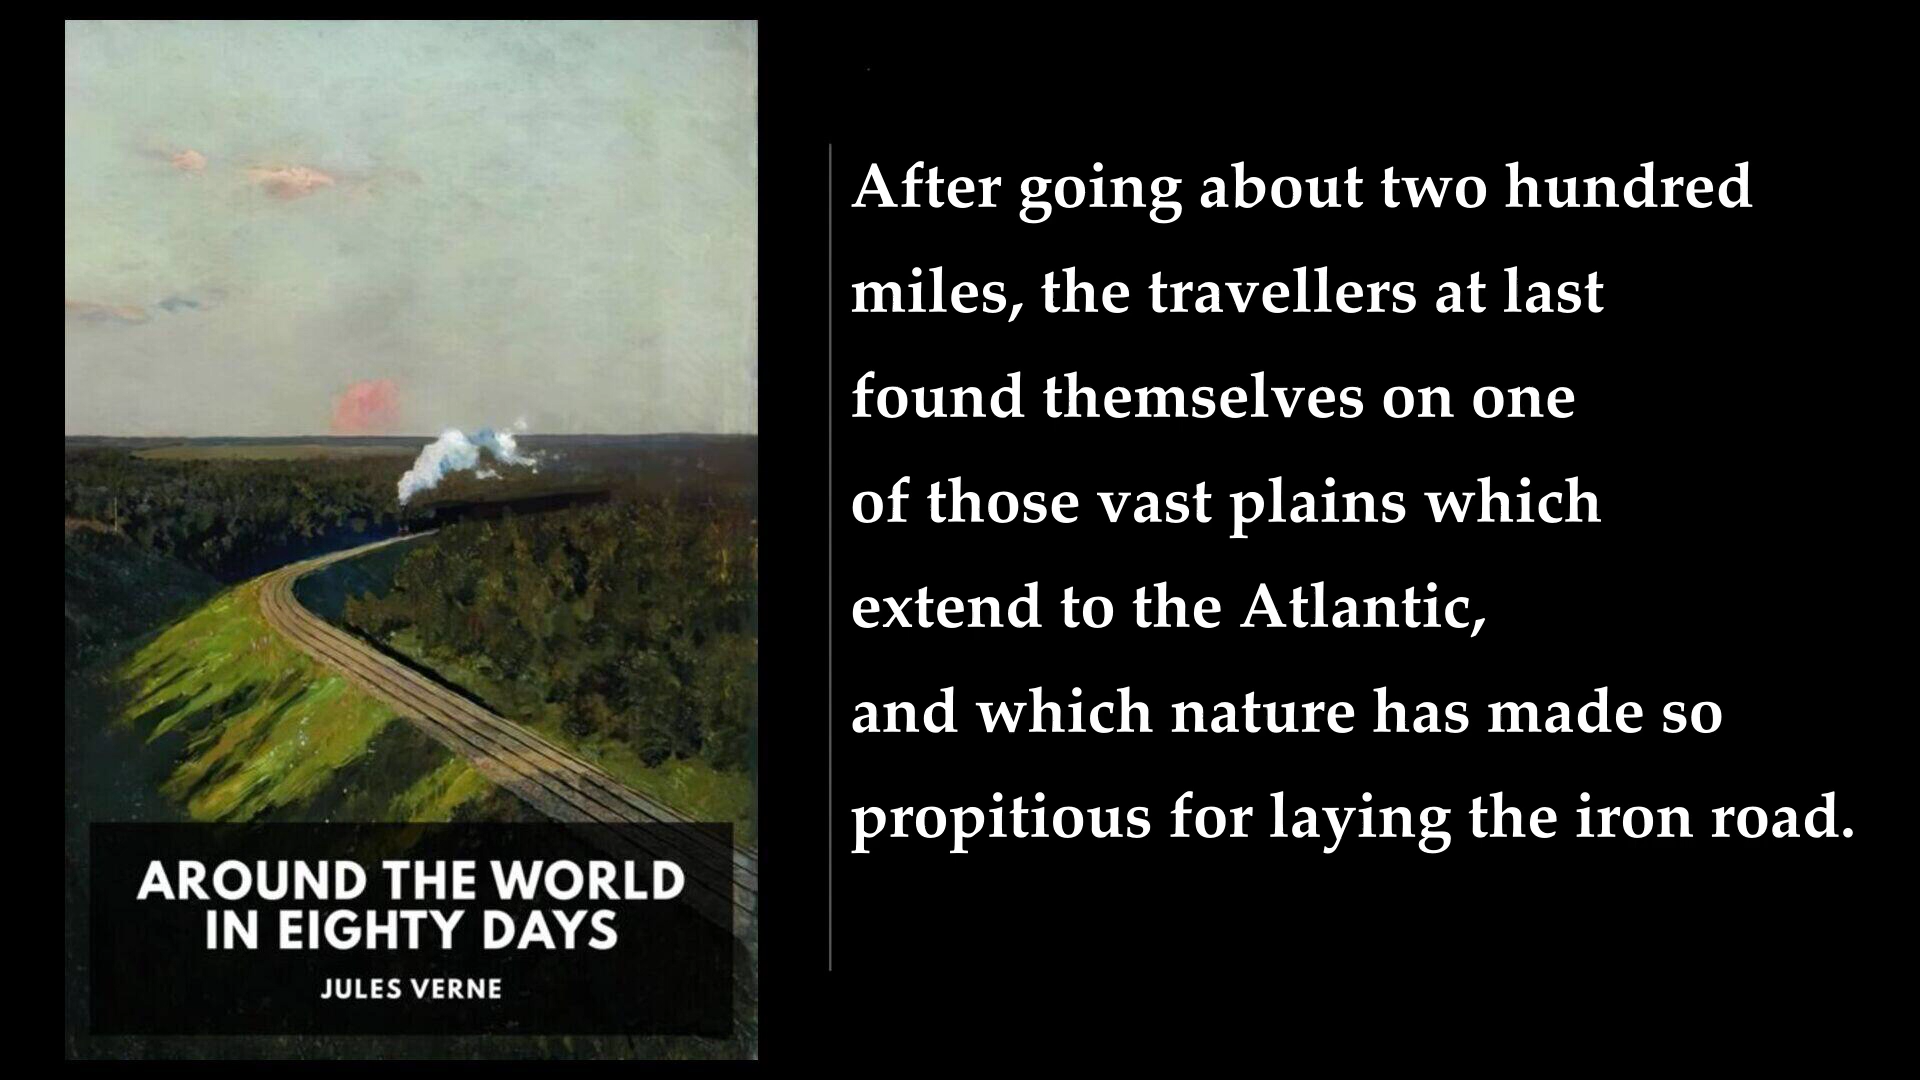 After going about two hundred
miles, the travellers at last
found themselves on one
of those vast plains which
extend to the Atlantic,
and which nature has made so
propitious for laying the iron road.
AROUND THE WORLD
IN EIGHTY DAYS
JULES VERNE